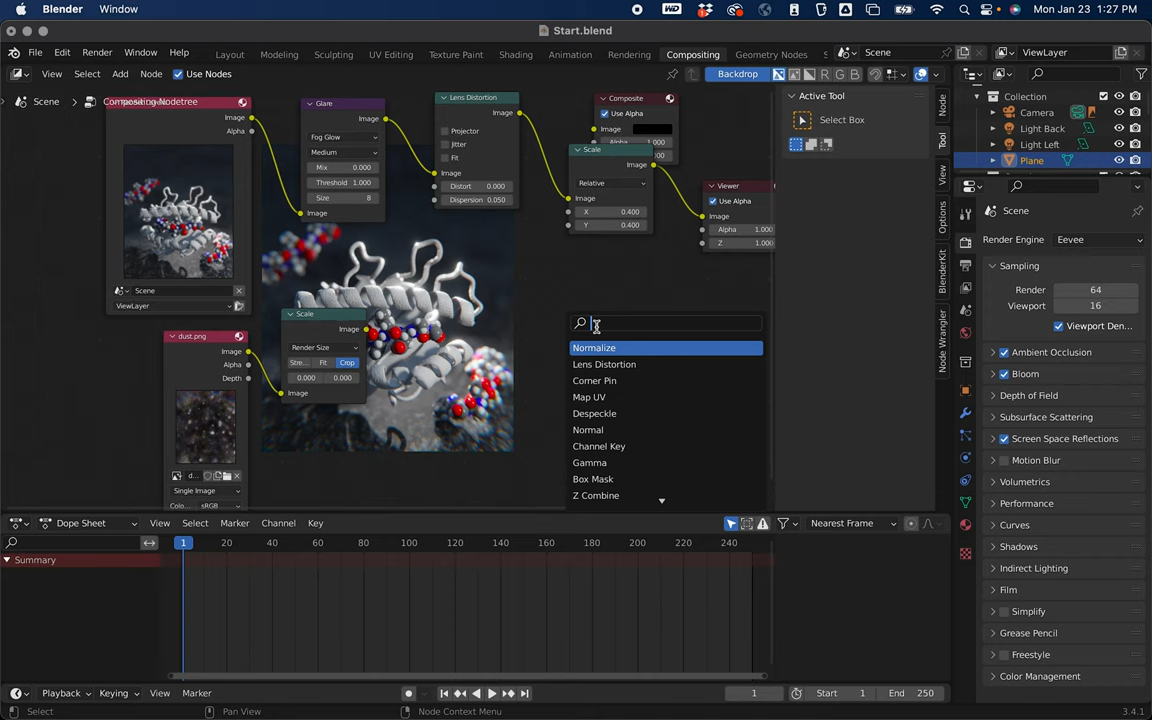 Blender Window Mon Jan 23 1:27 PM
Start.blend
File Edit Render Window Help Layout Modeling Sculpting UV Editing Texture Paint Shading Animation Rendering Compositing Geometry Nodes S Scene ViewLayer
View Select Add Node Use Nodes Backdrop R G B
Scene Compositing Nodetree
Image
Alpha
Scene
ViewLayer
Glare
Image
Fog Glow
Medium
Mix 0.000
Threshold 1.000
Size 8
Image
Lens Distortion
Image
Projector
Jitter
Fit
Image
Distort 0.000
Dispersion 0.050
Composite
Use Alpha
Image
Alpha 1.000
Scale
Image
Relative
Image
X 0.400
Y 0.400
Viewer
Use Alpha
Image
Alpha 1.000
Z 1.000
dust.png
Image
Alpha
Depth
d...
Single Image
Colo... sRGB
Scale
Image
Render Size
Stre... Fit Crop
0.000 0.000
Image
Normalize
Lens Distortion
Corner Pin
Map UV
Despeckle
Normal
Channel Key
Gamma
Box Mask
Z Combine
Active Tool
Select Box
Node
Tool
View
Options
BlenderKit
Node Wrangler
Collection
Camera
Light Back
Light Left
Plane
Scene
Render Engine Eevee
Sampling
Render 64
Viewport 16
Viewport Den...
Ambient Occlusion
Bloom
Depth of Field
Subsurface Scattering
Screen Space Reflections
Motion Blur
Volumetrics
Performance
Curves
Shadows
Indirect Lighting
Film
Simplify
Grease Pencil
Freestyle
Color Management
Dope Sheet View Select Marker Channel Key Nearest Frame
1 20 40 60 80 100 120 140 160 180 200 220 240
Summary
Playback Keying View Marker 1 Start 1 End 250
Select Pan View Node Context Menu 3.4.1